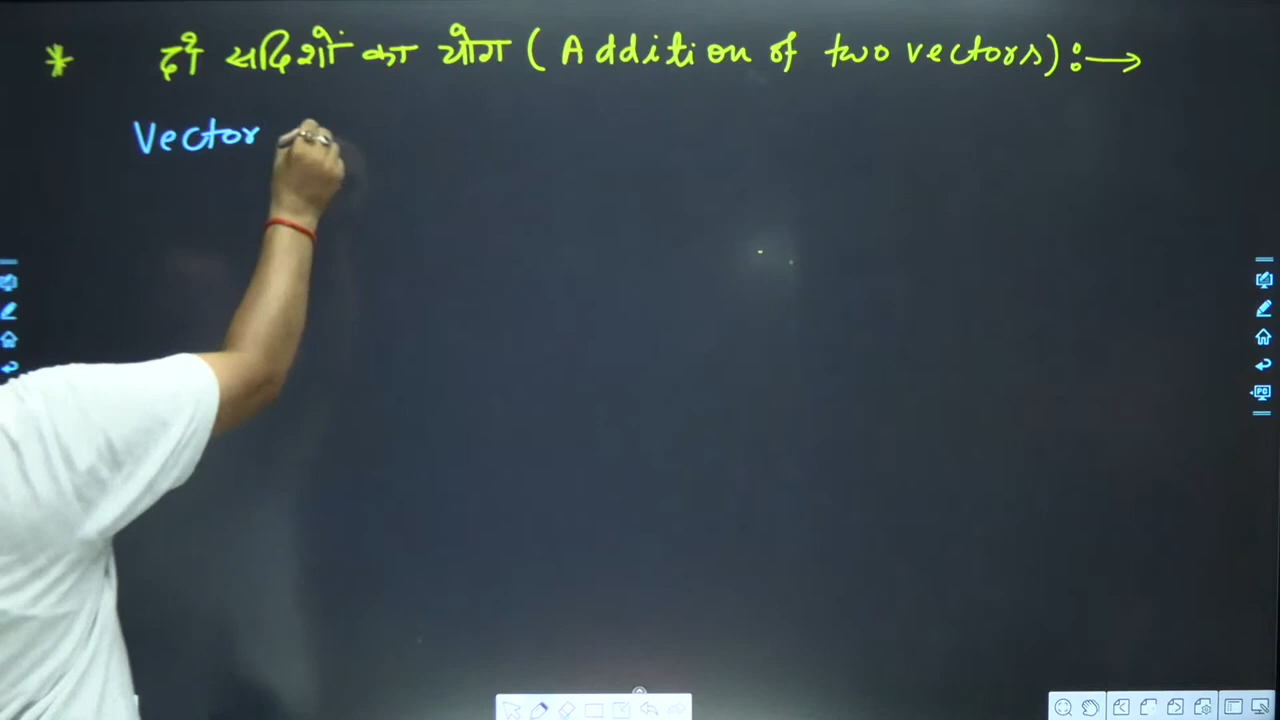 * दो सदिशों का योग ( Addition of two vectors ) :→
Vector